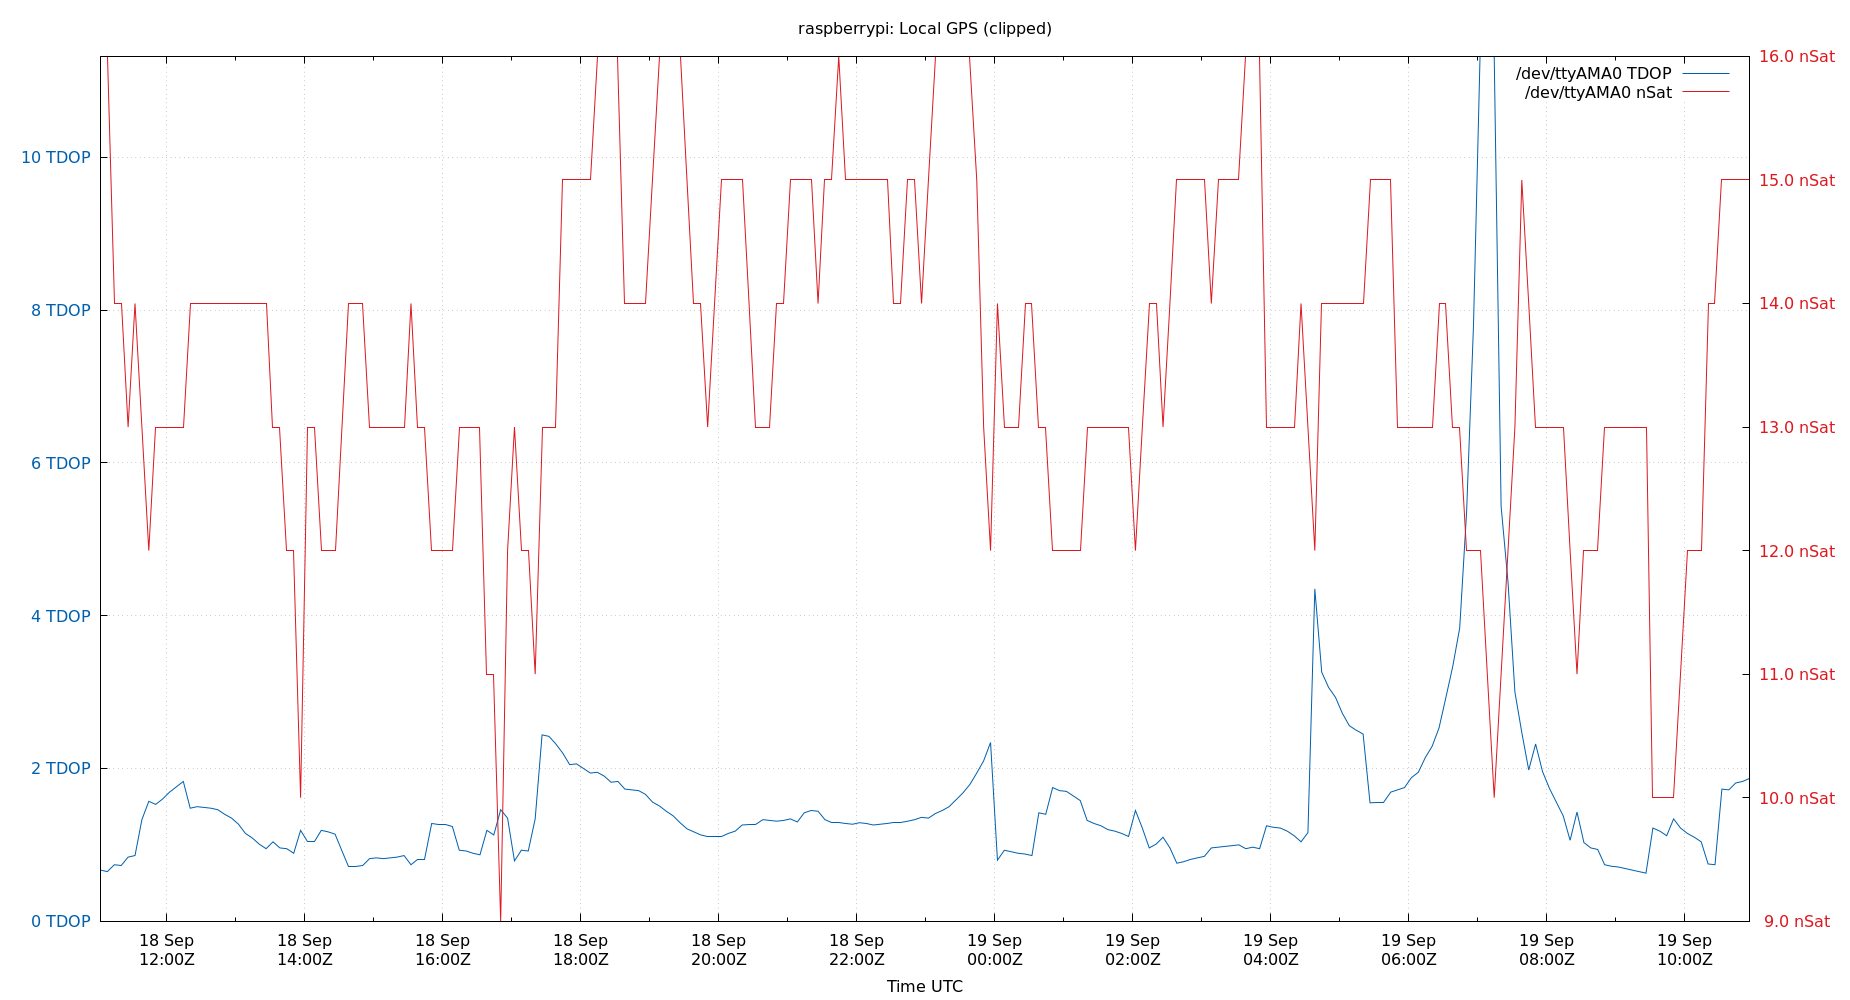 raspberrypi: Local GPS (clipped)
16.0 nSat
/dev/ttyAMA0 TDOP
/dev/ttyAMA0 nSat
10 TDOP
15.0 nSat
8 TDOP
14.0 nSat
13.0 nSat
6 TDOP
12.0 nSat
4 TDOP
11.0 nSat
2 TDOP
10.0 nSat
0 TDOP
9.0 nSat
18 Sep 18 Sep 18 Sep 18 Sep 18 Sep 18 Sep 19 Sep 19 Sep 19 Sep 19 Sep 19 Sep 19 Sep
12:00Z 14:00Z 16:00Z 18:00Z 20:00Z 22:00Z 00:00Z 02:00Z 04:00Z 06:00Z 08:00Z 10:00Z
Time UTC